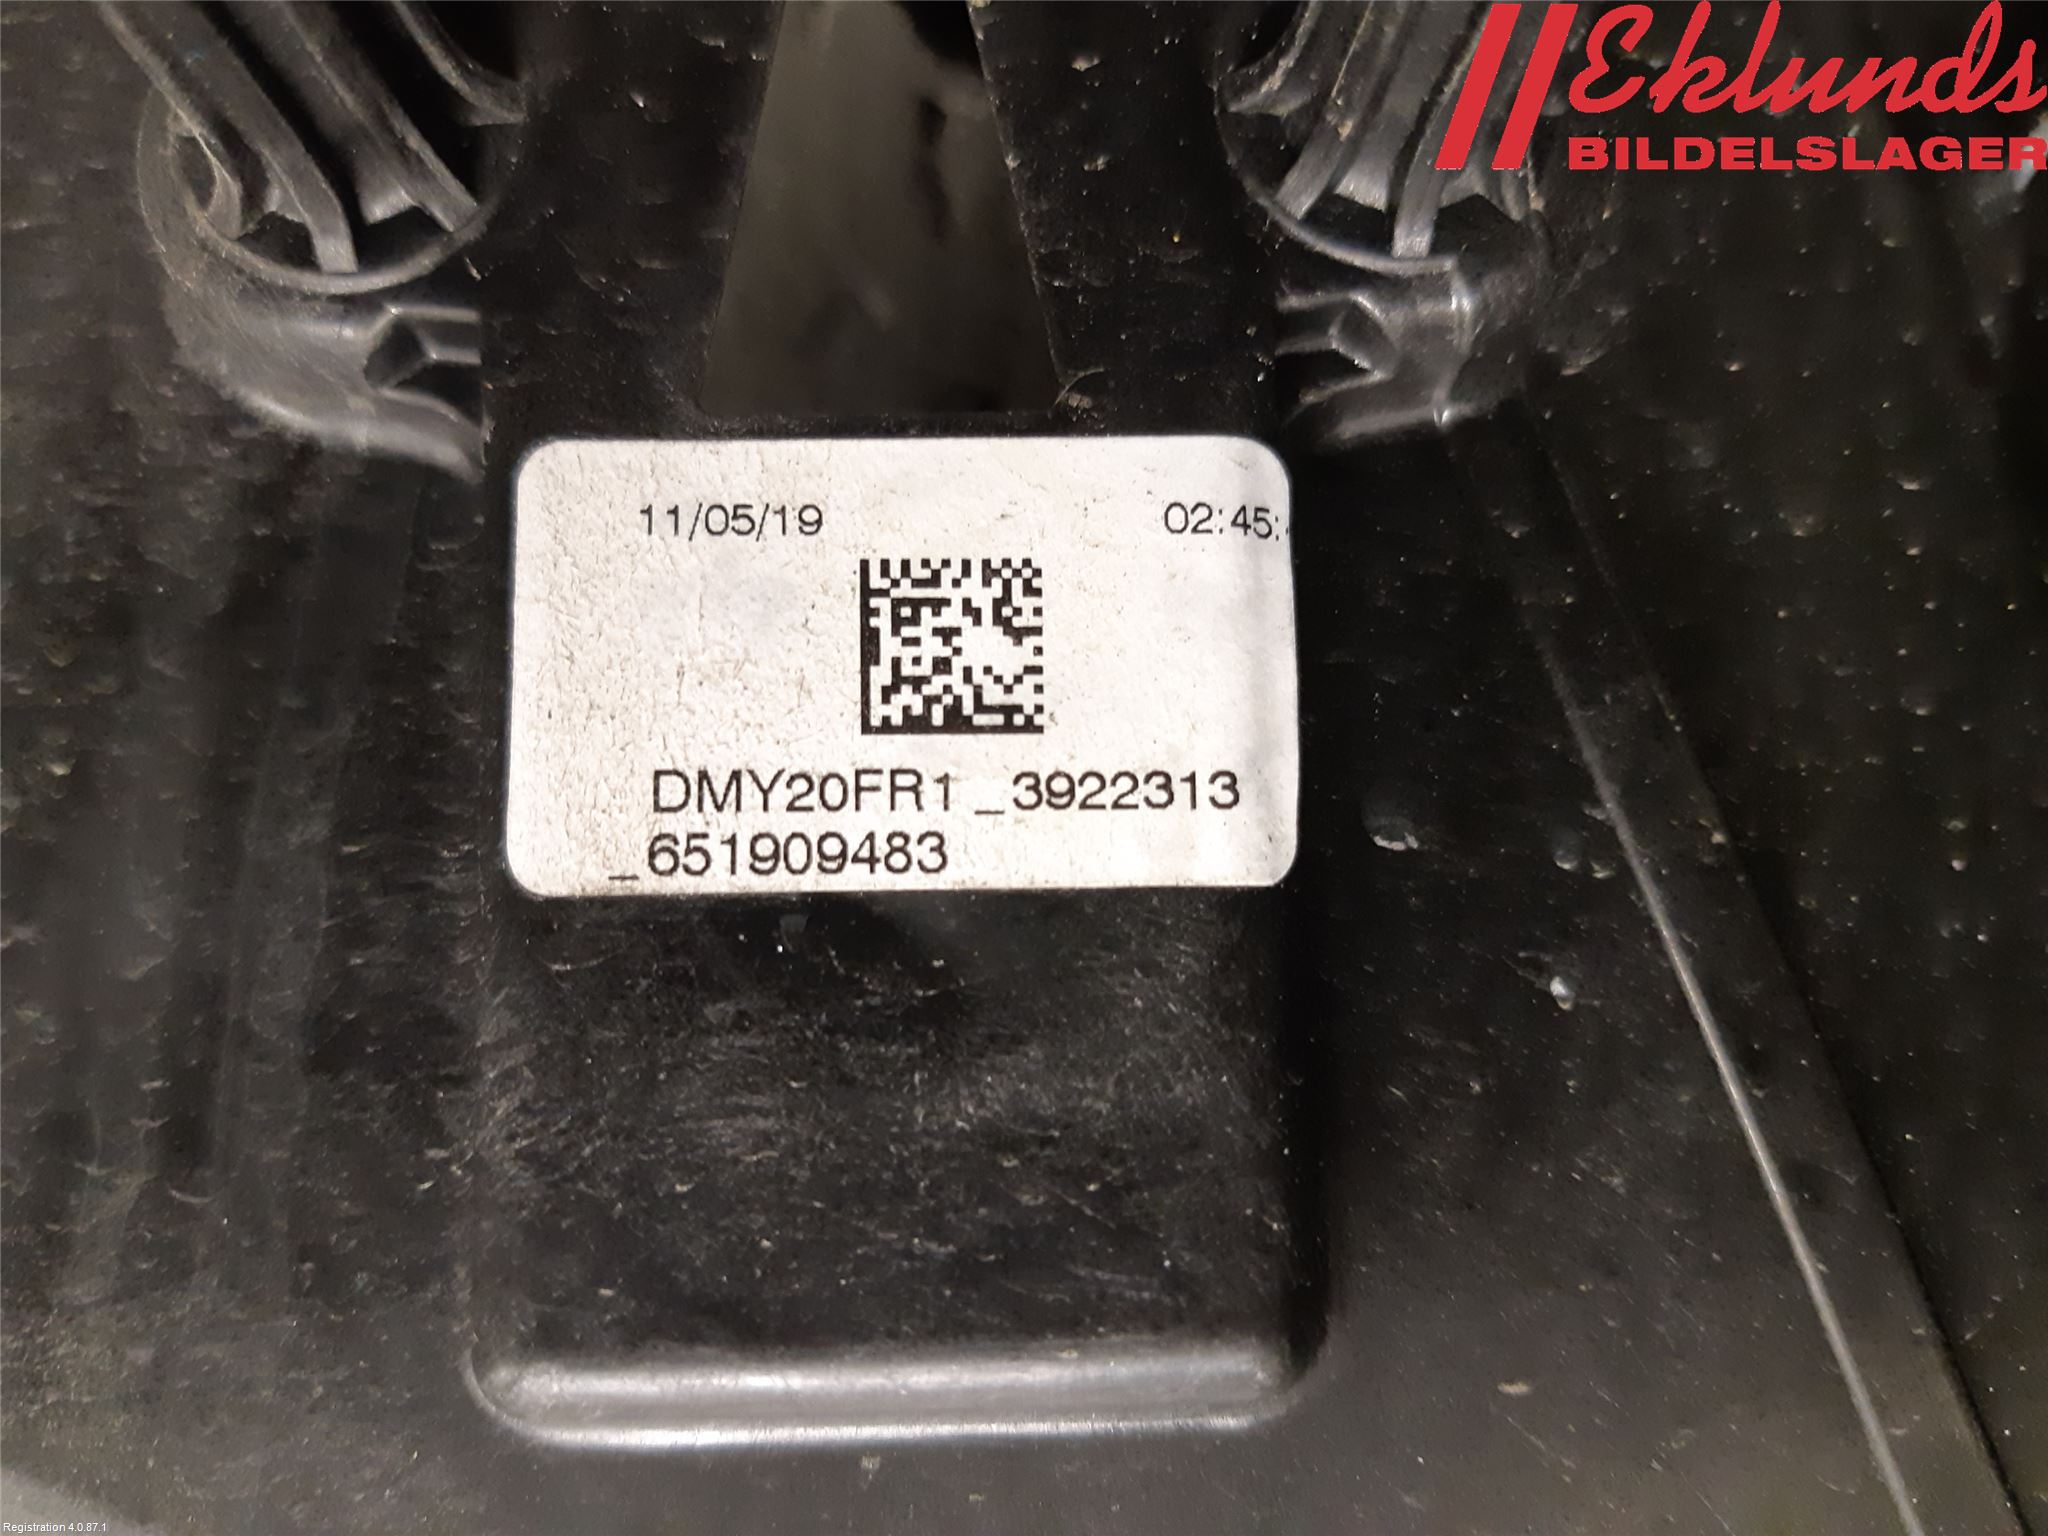 Eklunds
BILDELSLAGER
11/05/19 02:45:
DMY20FR1 _3922313
_651909483
Registration 4.0.87.1